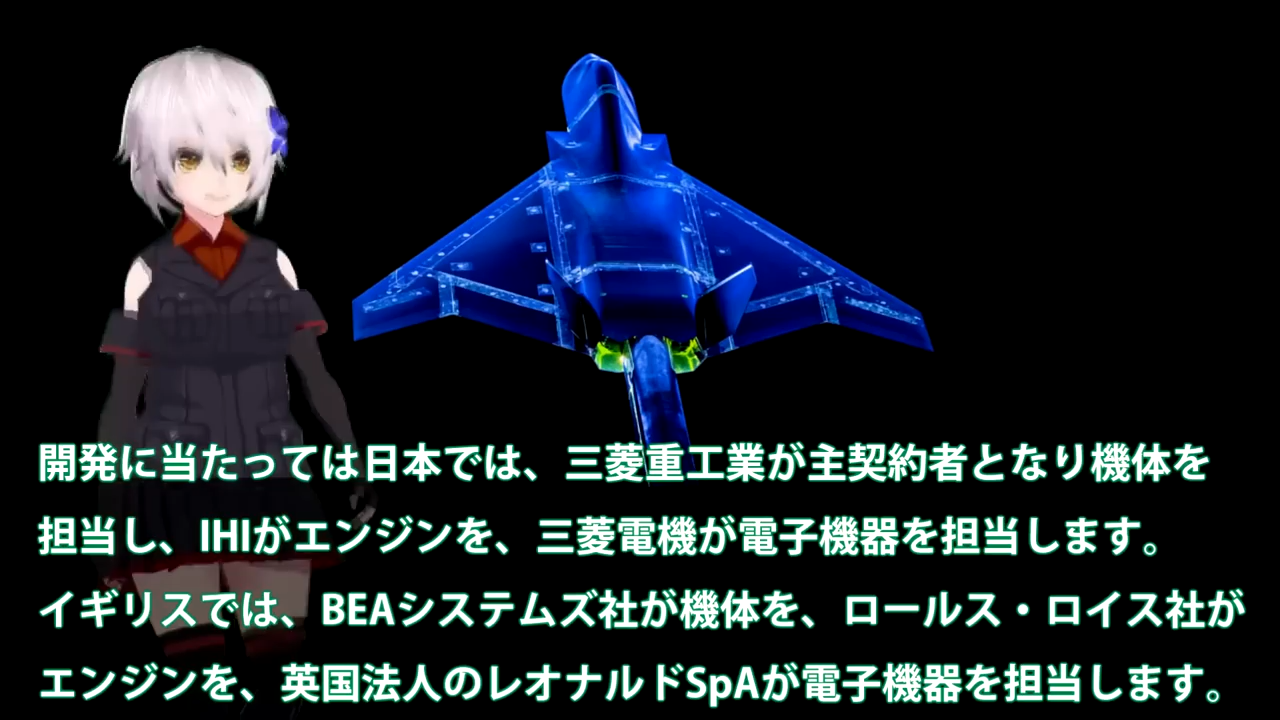 開発に当たっては日本では、三菱重工業が主契約者となり機体を
担当し、IHIがエンジンを、三菱電機が電子機器を担当します。
イギリスでは、BEAシステムズ社が機体を、ロールス・ロイス社が
エンジンを、英国法人のレオナルドSpAが電子機器を担当します。